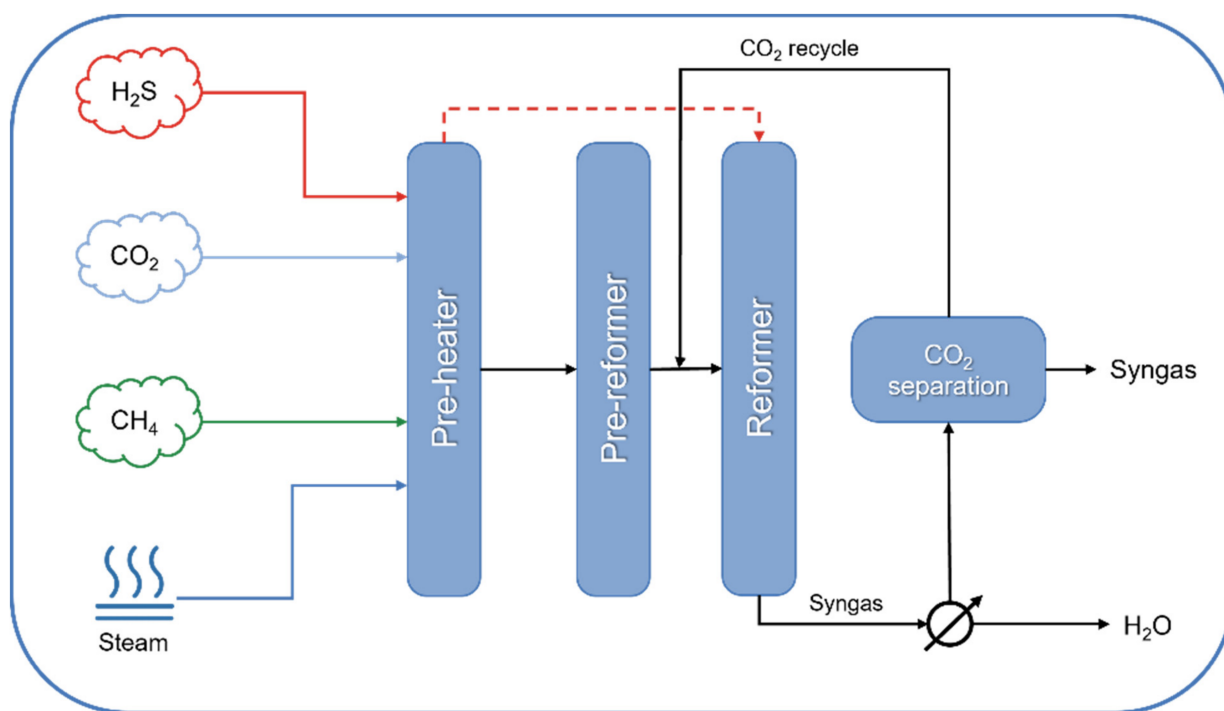 CO₂ recycle
H₂S
CO₂
CH₄
Steam
Pre-heater
Pre-reformer
Reformer
CO₂
separation
Syngas
Syngas
H₂O